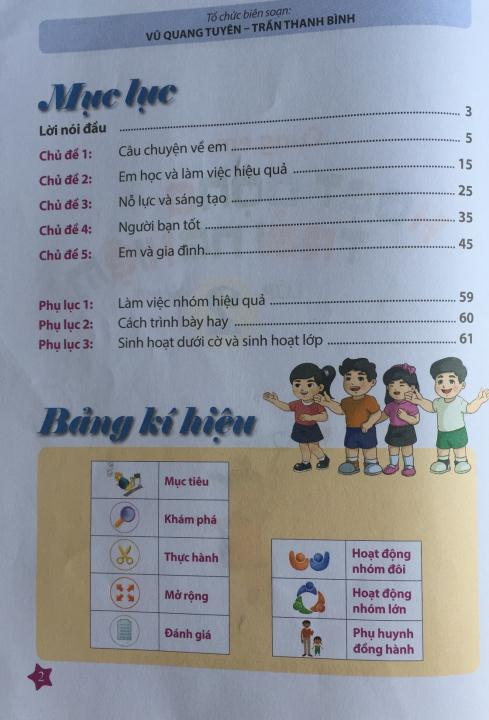 Tổ chức biên soạn:
VŨ QUANG TUYÊN – TRẦN THANH BÌNH
Mục lục
Lời nói đầu ........ 3
Chủ đề 1: Câu chuyện về em ........ 5
Chủ đề 2: Em học và làm việc hiệu quả ........ 15
Chủ đề 3: Nỗ lực và sáng tạo ........ 25
Chủ đề 4: Người bạn tốt ........ 35
Chủ đề 5: Em và gia đình ........ 45
Phụ lục 1: Làm việc nhóm hiệu quả ........ 59
Phụ lục 2: Cách trình bày hay ........ 60
Phụ lục 3: Sinh hoạt dưới cờ và sinh hoạt lớp ........ 61
Bảng kí hiệu
Mục tiêu
Khám phá
Thực hành
Mở rộng
Đánh giá
Hoạt động
nhóm đôi
Hoạt động
nhóm lớn
Phụ huynh
đồng hành
2